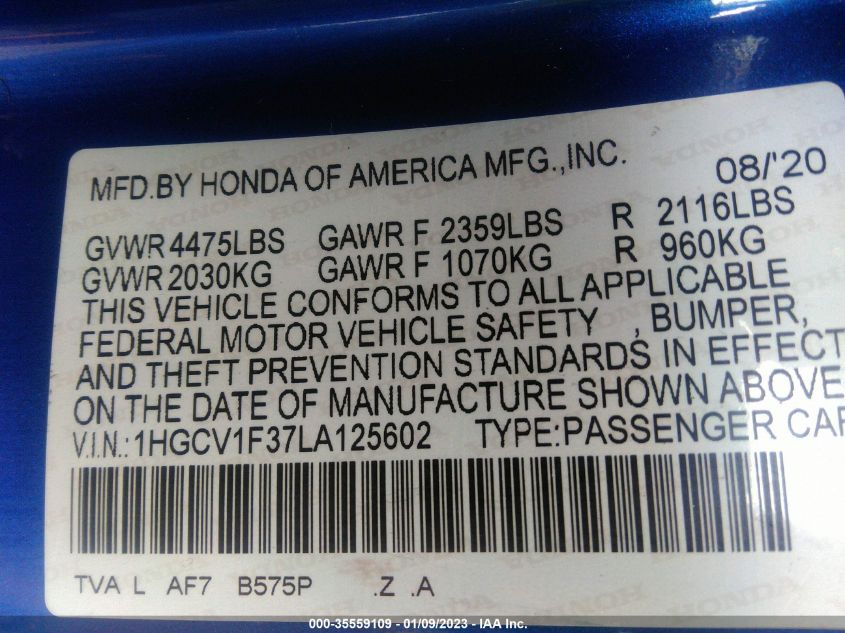 MFD.BY HONDA OF AMERICA MFG.,INC. 08/'20
GVWR 4475LBS GAWR F 2359LBS R 2116LBS
GVWR 2030KG GAWR F 1070KG R 960KG
THIS VEHICLE CONFORMS TO ALL APPLICABLE
FEDERAL MOTOR VEHICLE SAFETY , BUMPER,
AND THEFT PREVENTION STANDARDS IN EFFECT
ON THE DATE OF MANUFACTURE SHOWN ABOVE
V.I.N.:1HGCV1F37LA125602 TYPE:PASSENGER CAR
TVA L AF7 B575P .Z .A
000-35559109 - 01/09/2023 - IAA Inc.